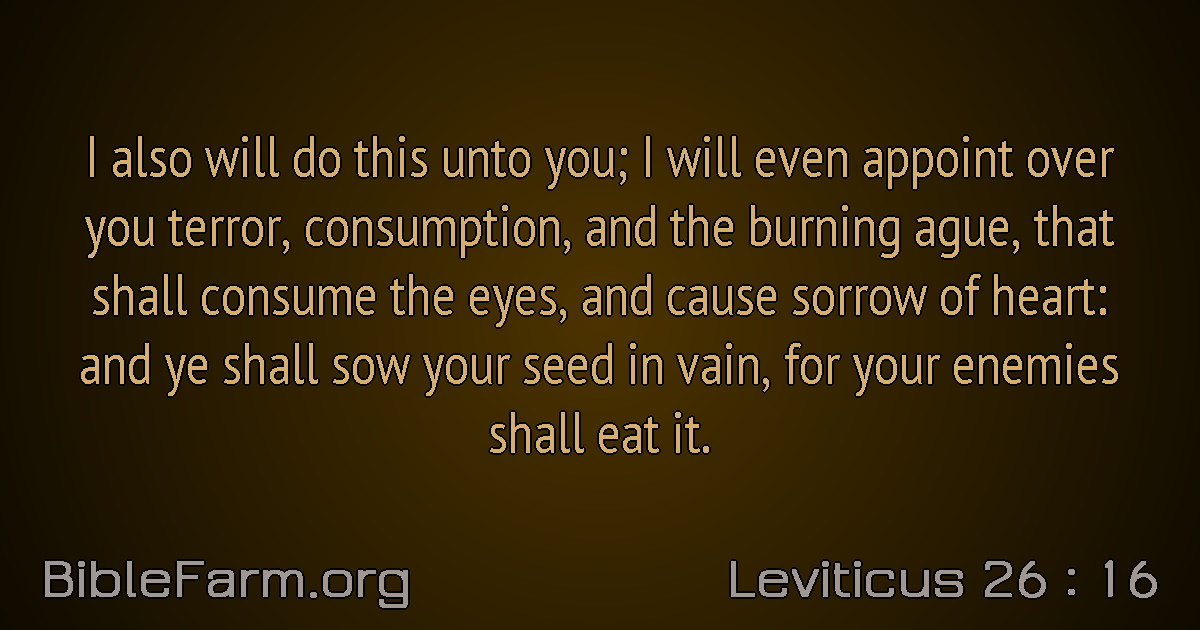 I also will do this unto you; I will even appoint over
you terror, consumption, and the burning ague, that
shall consume the eyes, and cause sorrow of heart:
and ye shall sow your seed in vain, for your enemies
shall eat it.
BibleFarm.org
Leviticus 26 : 16